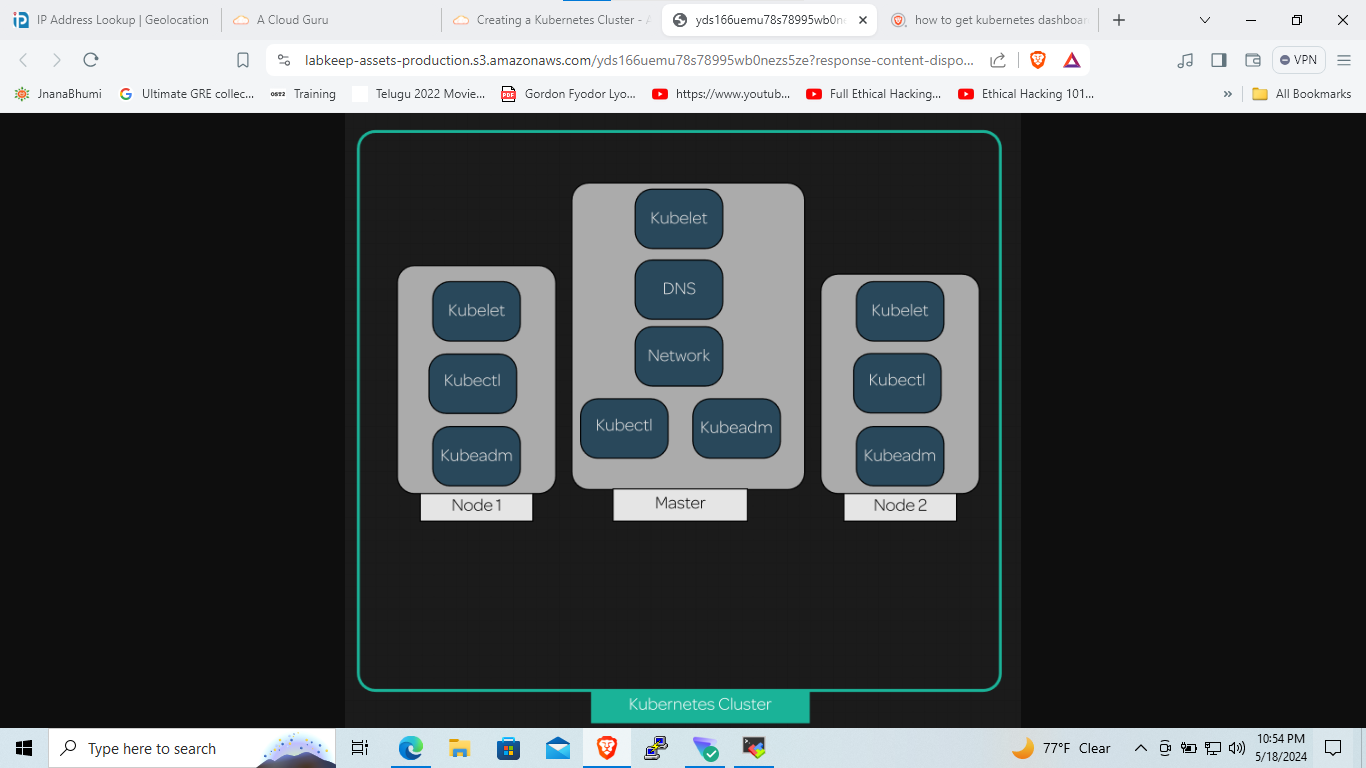 IP Address Lookup | Geolocation
A Cloud Guru
Creating a Kubernetes Cluster -
yds166uemu78s78995wb0ne
how to get kubernetes dashboar
labkeep-assets-production.s3.amazonaws.com/yds166uemu78s78995wb0nezs5ze?response-content-dispo...
VPN
JnanaBhumi
Ultimate GRE collec...
Training
Telugu 2022 Movie...
Gordon Fyodor Lyo...
https://www.youtub...
Full Ethical Hacking...
Ethical Hacking 101...
»
All Bookmarks
Kubelet
DNS
Network
Kubectl
Kubeadm
Master
Kubelet
Kubectl
Kubeadm
Node 1
Kubelet
Kubectl
Kubeadm
Node 2
Kubernetes Cluster
Type here to search
77°F Clear
10:54 PM
5/18/2024